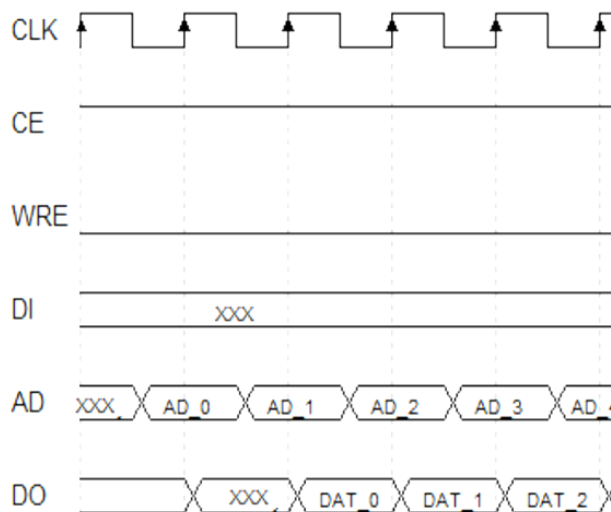 CLK
CE
WRE
DI XXX
AD XXX AD_0 AD_1 AD_2 AD_3
DO XXX DAT_0 DAT_1 DAT_2